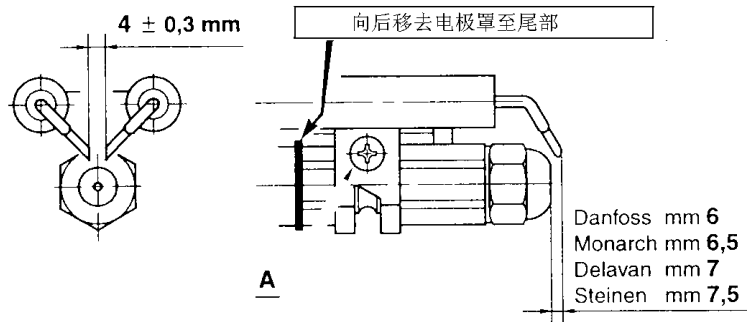 4 ± 0,3 mm
向后移去电极罩至尾部
Danfoss mm 6
Monarch mm 6,5
Delavan mm 7
Steinen mm 7,5
A